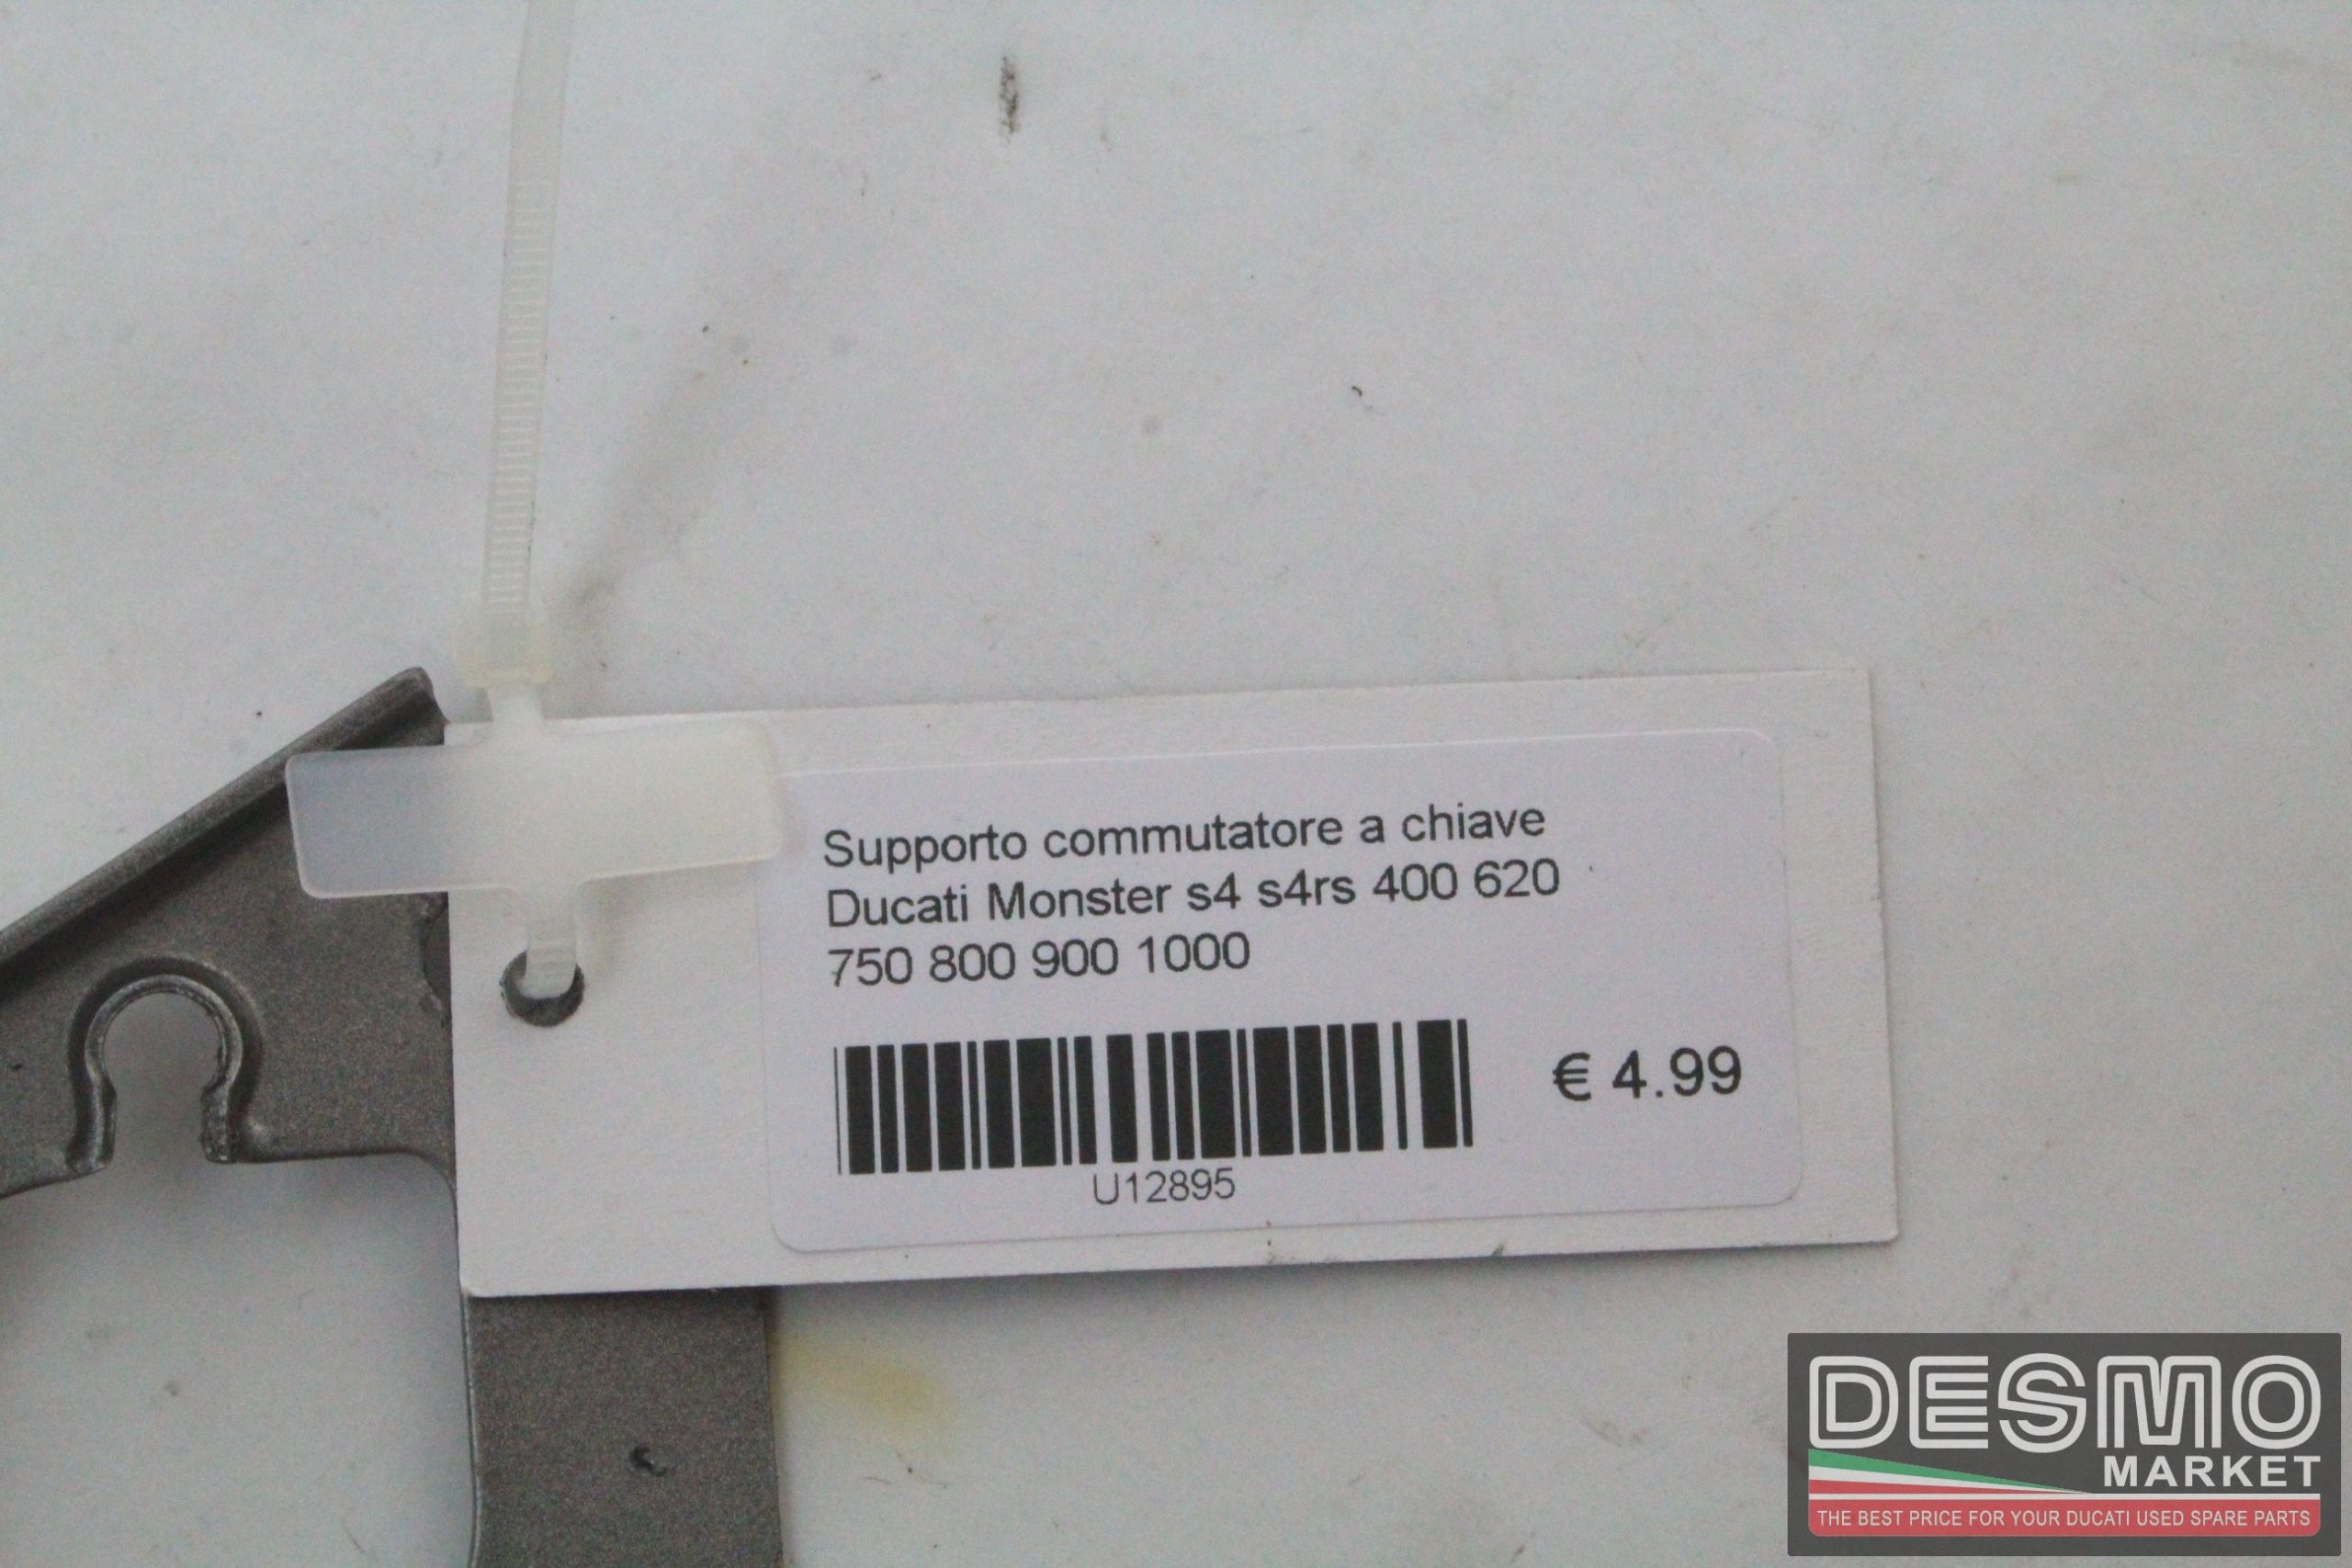 Supporto commutatore a chiave
Ducati Monster s4 s4rs 400 620
750 800 900 1000
€ 4.99
U12895
DESMO
MARKET
THE BEST PRICE FOR YOUR DUCATI USED SPARE PARTS